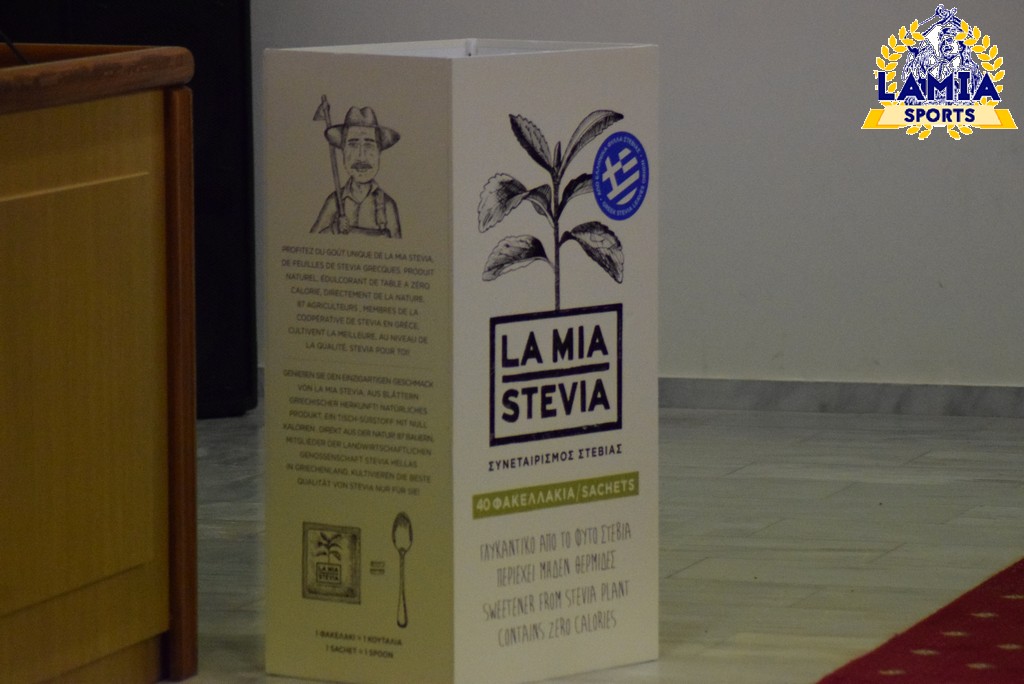 PROFITEZ DU GOÛT UNIQUE DE LA MIA STEVIA,
DE FEUILLES DE STEVIA GRECQUES. PRODUIT
NATUREL, ÉDULCORANT DE TABLE A ZÉRO
CALORIE, DIRECTEMENT DE LA NATURE.
87 AGRICULTEURS, MEMBRES DE LA
COOPÉRATIVE DE STEVIA EN GRÈCE,
CULTIVENT LA MEILLEURE, AU NIVEAU DE
LA QUALITÉ, STEVIA POUR TOI!
GENIEßEN SIE DEN EINZIGARTIGEN GESCHMACK
VON LA MIA STEVIA, AUS BLÄTTERN
GRIECHISCHER HERKUNFT! NATÜRLICHES
PRODUKT, EIN TISCH-SÜRSTOFF MIT NULL
KALORIEN, DIREKT AUS DER NATUR! 87 BAUERN,
MITGLIEDER DER LANDWIRTSCHAFTLICHEN
GENOSSENSCHAFT STEVIA HELLAS
IN GRIECHENLAND, KULTIVIEREN DIE BESTE
QUALITÄT VON STEVIA NUR FÜR SIE!
LA MIA
STEVIA
1 ΦΑΚΕΛΑΚΙ = 1 ΚΟΥΤΑΛΙΑ
1 SACHET = 1 SPOON
LA MIA
STEVIA
ΣΥΝΕΤΑΙΡΙΣΜΟΣ ΣΤΕΒΙΑΣ
40 ΦΑΚΕΛΛΑΚΙΑ/SACHETS
ΓΛΥΚΑΝΤΙΚΟ ΑΠΟ ΤΟ ΦΥΤΟ ΣΤΕΒΙΑ
ΠΕΡΙΕΧΕΙ ΜΗΔΕΝ ΘΕΡΜΙΔΕΣ
SWEETENER FROM STEVIA PLANT
CONTAINS ZERO CALORIES
LAMIA
SPORTS